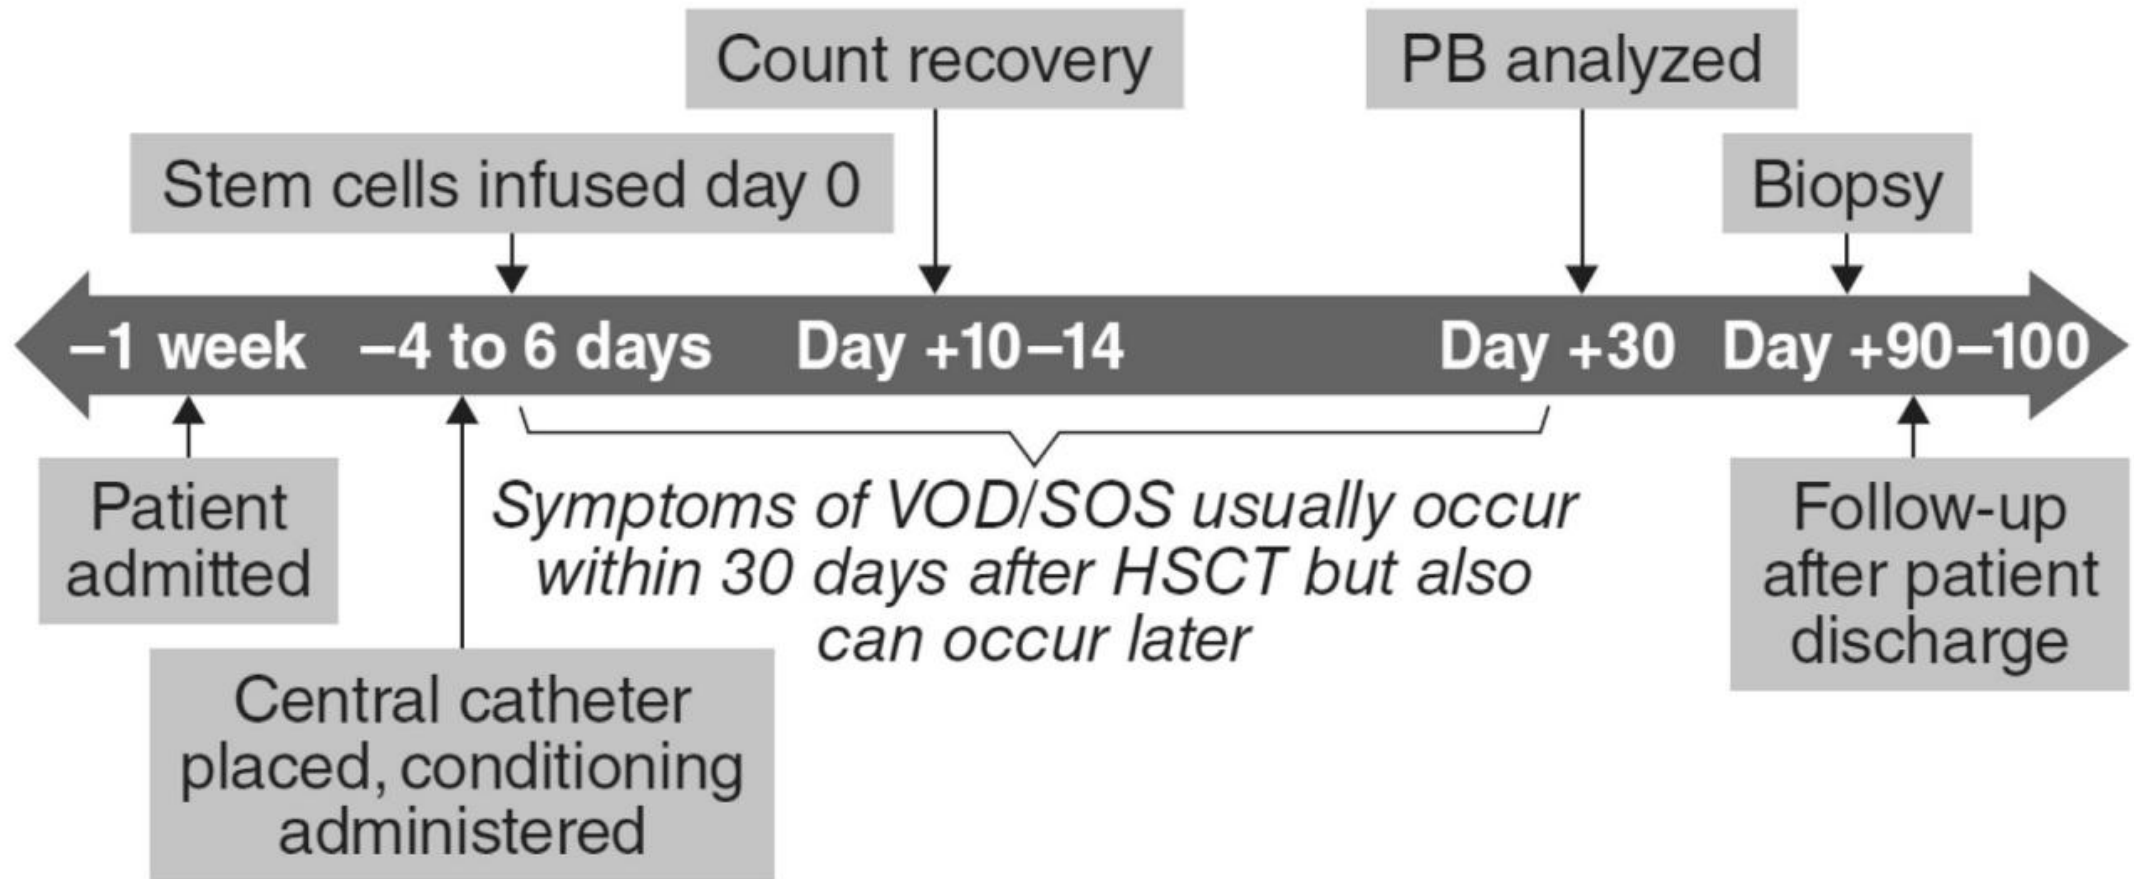 Count recovery
PB analyzed
Stem cells infused day 0
Biopsy
–1 week
–4 to 6 days
Day +10–14
Day +30
Day +90–100
Patient
admitted
Symptoms of VOD/SOS usually occur
within 30 days after HSCT but also
can occur later
Follow-up
after patient
discharge
Central catheter
placed, conditioning
administered